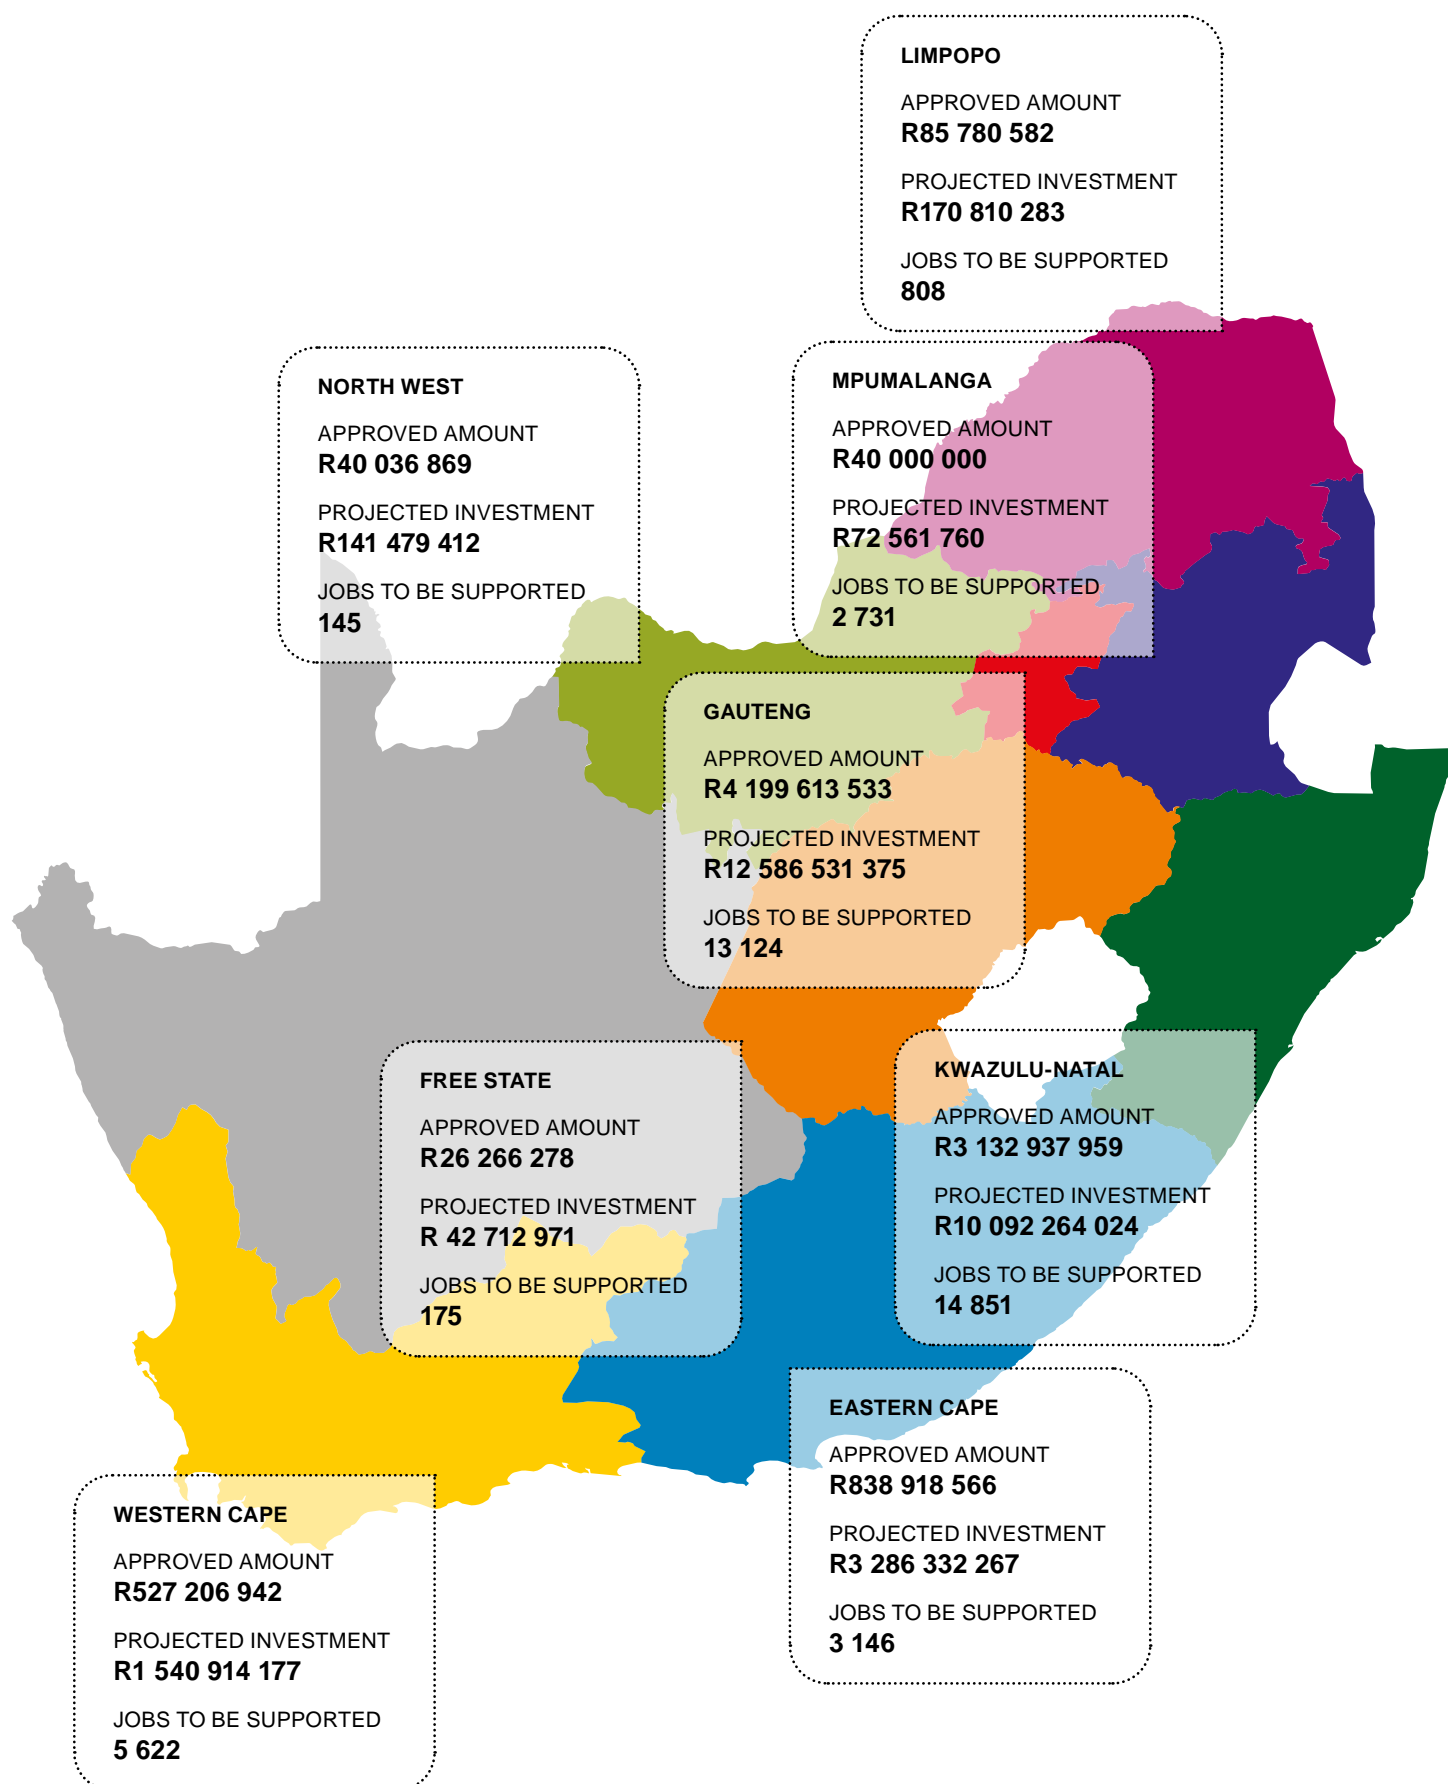 LIMPOPO
APPROVED AMOUNT
R85 780 582
PROJECTED INVESTMENT
R170 810 283
JOBS TO BE SUPPORTED
808
NORTH WEST
APPROVED AMOUNT
R40 036 869
PROJECTED INVESTMENT
R141 479 412
JOBS TO BE SUPPORTED
145
MPUMALANGA
APPROVED AMOUNT
R40 000 000
PROJECTED INVESTMENT
R72 561 760
JOBS TO BE SUPPORTED
2 731
GAUTENG
APPROVED AMOUNT
R4 199 613 533
PROJECTED INVESTMENT
R12 586 531 375
JOBS TO BE SUPPORTED
13 124
FREE STATE
APPROVED AMOUNT
R26 266 278
PROJECTED INVESTMENT
R 42 712 971
JOBS TO BE SUPPORTED
175
KWAZULU-NATAL
APPROVED AMOUNT
R3 132 937 959
PROJECTED INVESTMENT
R10 092 264 024
JOBS TO BE SUPPORTED
14 851
EASTERN CAPE
APPROVED AMOUNT
R838 918 566
PROJECTED INVESTMENT
R3 286 332 267
JOBS TO BE SUPPORTED
3 146
WESTERN CAPE
APPROVED AMOUNT
R527 206 942
PROJECTED INVESTMENT
R1 540 914 177
JOBS TO BE SUPPORTED
5 622